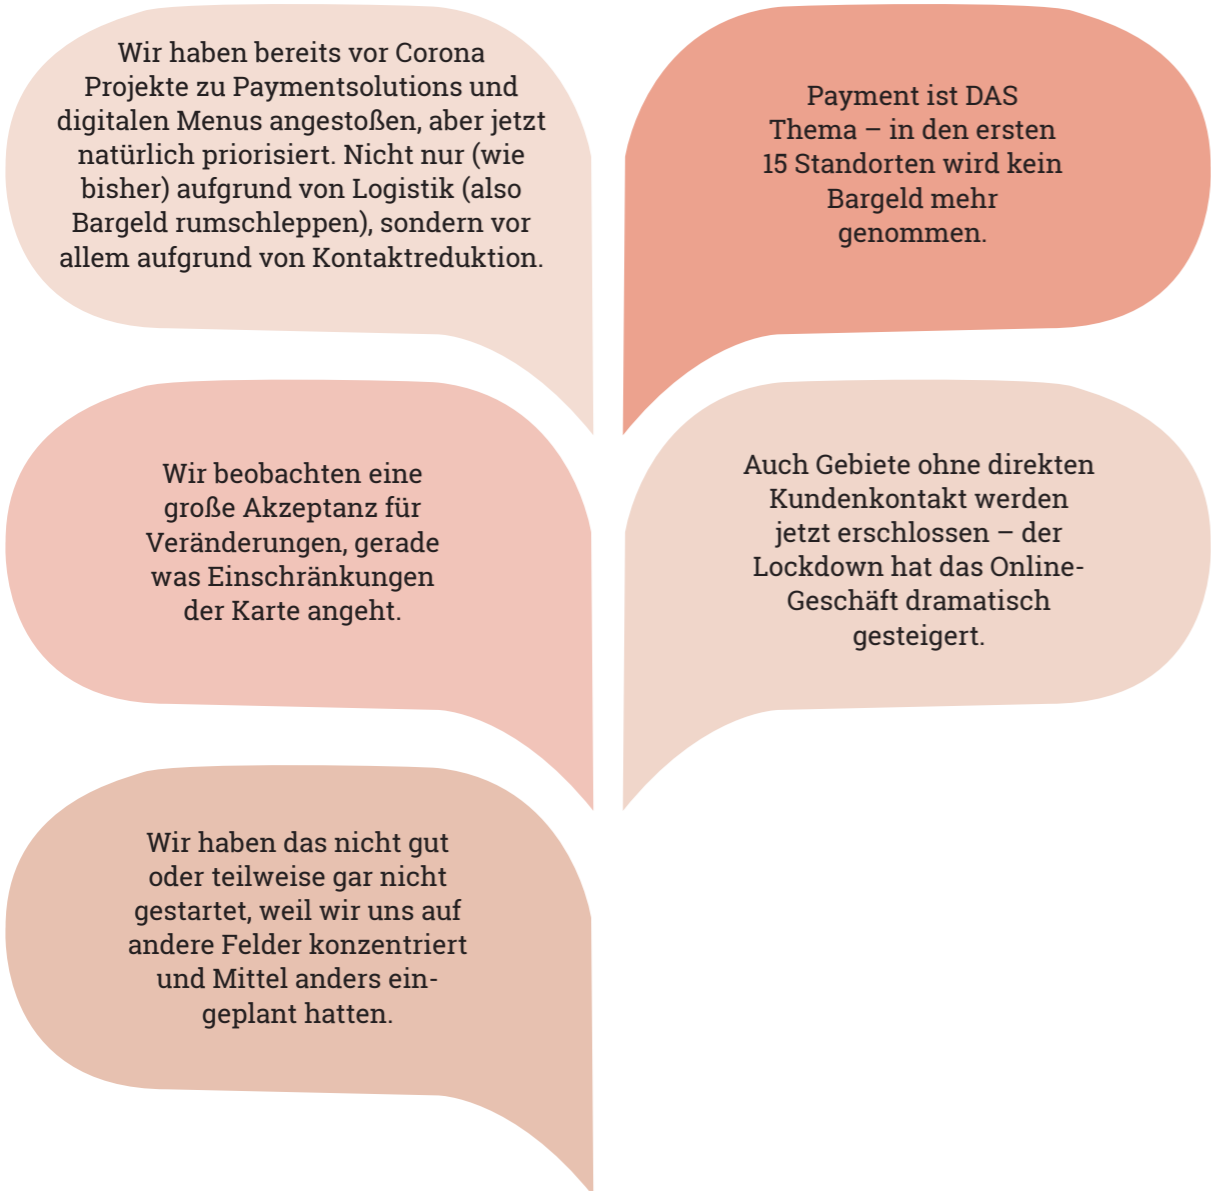 Wir haben bereits vor Corona
Projekte zu Paymentsolutions und
digitalen Menus angestoßen, aber jetzt
natürlich priorisiert. Nicht nur (wie
bisher) aufgrund von Logistik (also
Bargeld rumschleppen), sondern vor
allem aufgrund von Kontaktreduktion.
Payment ist DAS
Thema – in den ersten
15 Standorten wird kein
Bargeld mehr
genommen.
Wir beobachten eine
große Akzeptanz für
Veränderungen, gerade
was Einschränkungen
der Karte angeht.
Auch Gebiete ohne direkten
Kundenkontakt werden
jetzt erschlossen – der
Lockdown hat das Online-
Geschäft dramatisch
gesteigert.
Wir haben das nicht gut
oder teilweise gar nicht
gestartet, weil wir uns auf
andere Felder konzentriert
und Mittel anders ein-
geplant hatten.